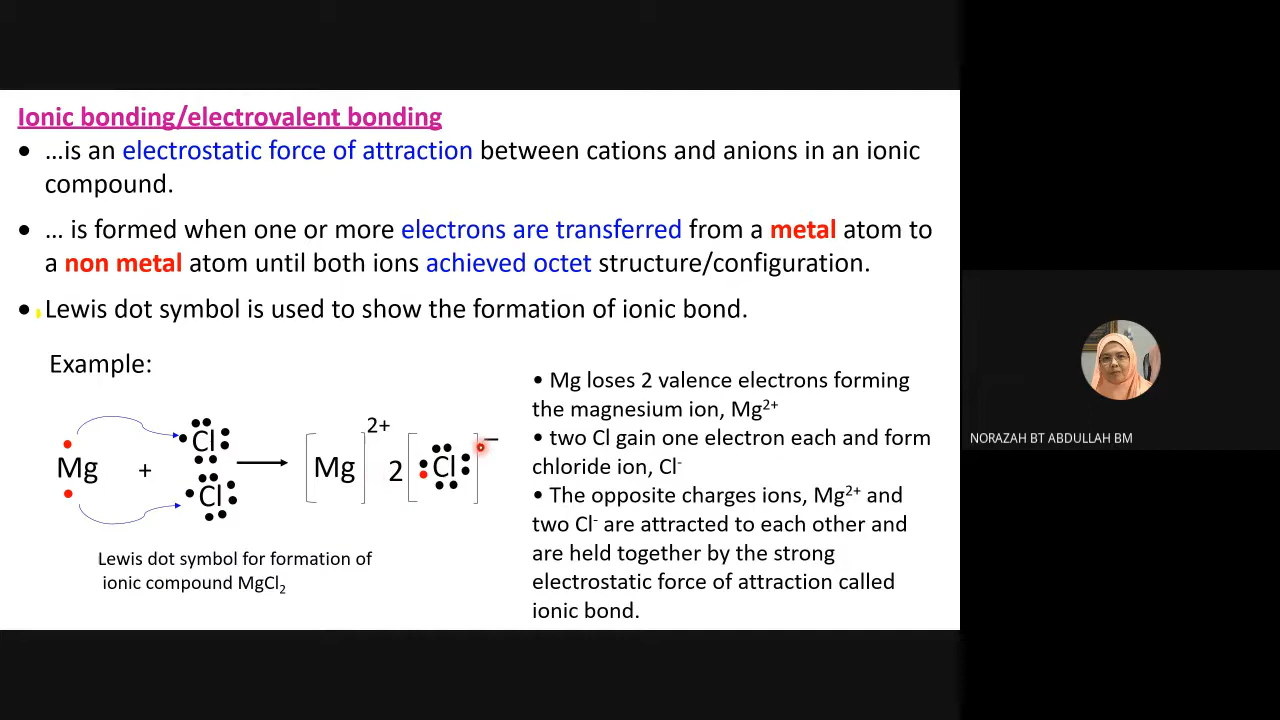 Ionic bonding/electrovalent bonding
• ...is an electrostatic force of attraction between cations and anions in an ionic
compound.
• ... is formed when one or more electrons are transferred from a metal atom to
a non metal atom until both ions achieved octet structure/configuration.
• Lewis dot symbol is used to show the formation of ionic bond.
Example:
Mg + Cl Cl → [Mg]²⁺ 2[Cl]⁻
Lewis dot symbol for formation of
ionic compound MgCl₂
• Mg loses 2 valence electrons forming
the magnesium ion, Mg²⁺
• two Cl gain one electron each and form
chloride ion, Cl⁻
• The opposite charges ions, Mg²⁺ and
two Cl⁻ are attracted to each other and
are held together by the strong
electrostatic force of attraction called
ionic bond.
NORAZAH BT ABDULLAH BM